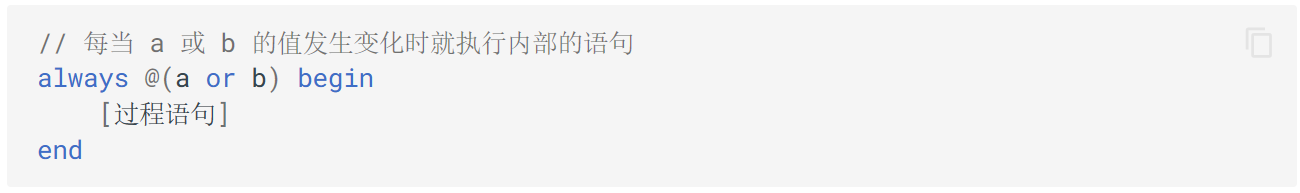 // 每当 a 或 b 的值发生变化时就执行内部的语句
always @(a or b) begin
    [过程语句]
end